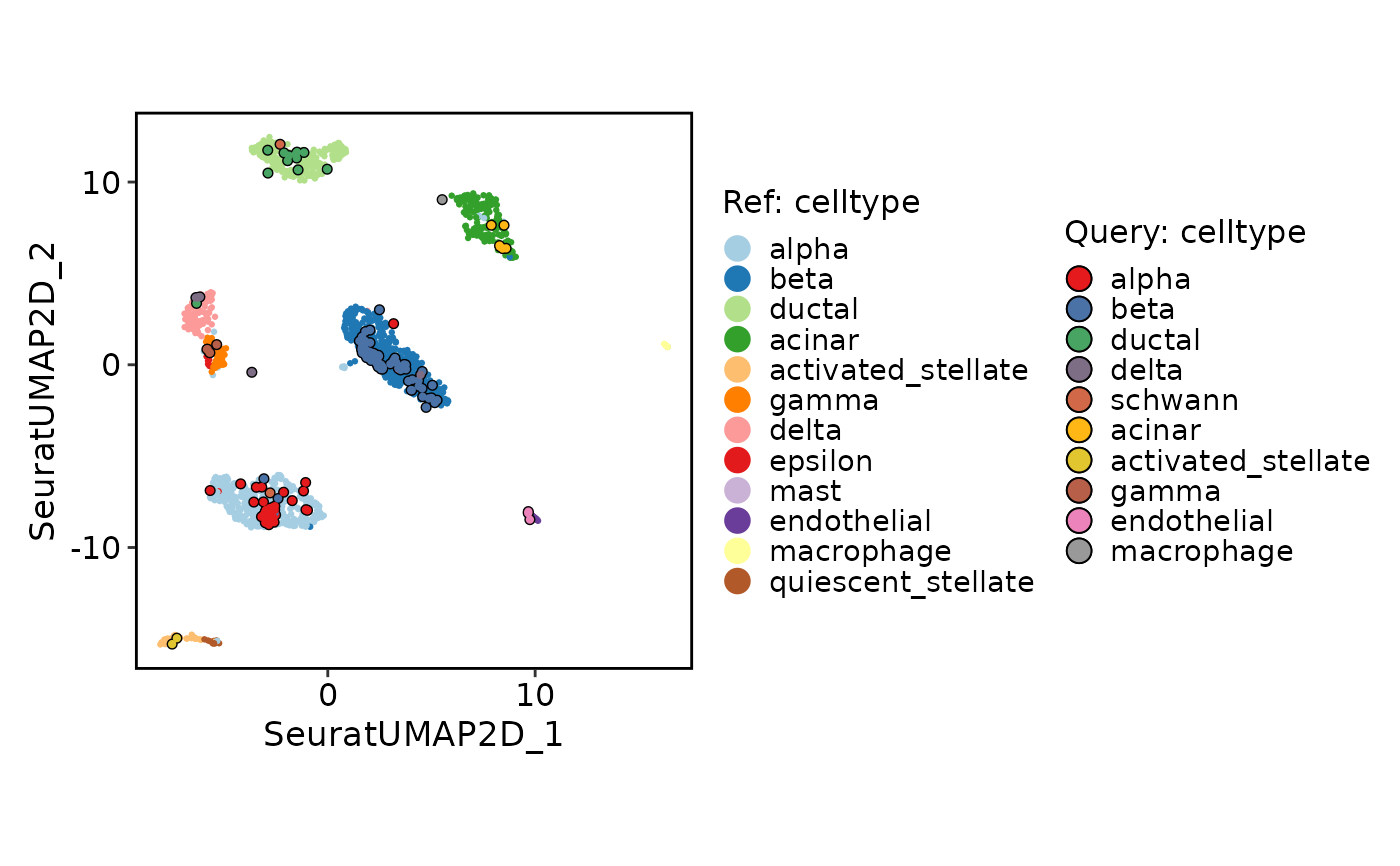 10
0
-10
SeuratUMAP2D_2
0
10
SeuratUMAP2D_1
Ref: celltype
alpha
beta
ductal
acinar
activated_stellate
gamma
delta
epsilon
mast
endothelial
macrophage
quiescent_stellate
Query: celltype
alpha
beta
ductal
delta
schwann
acinar
activated_stellate
gamma
endothelial
macrophage